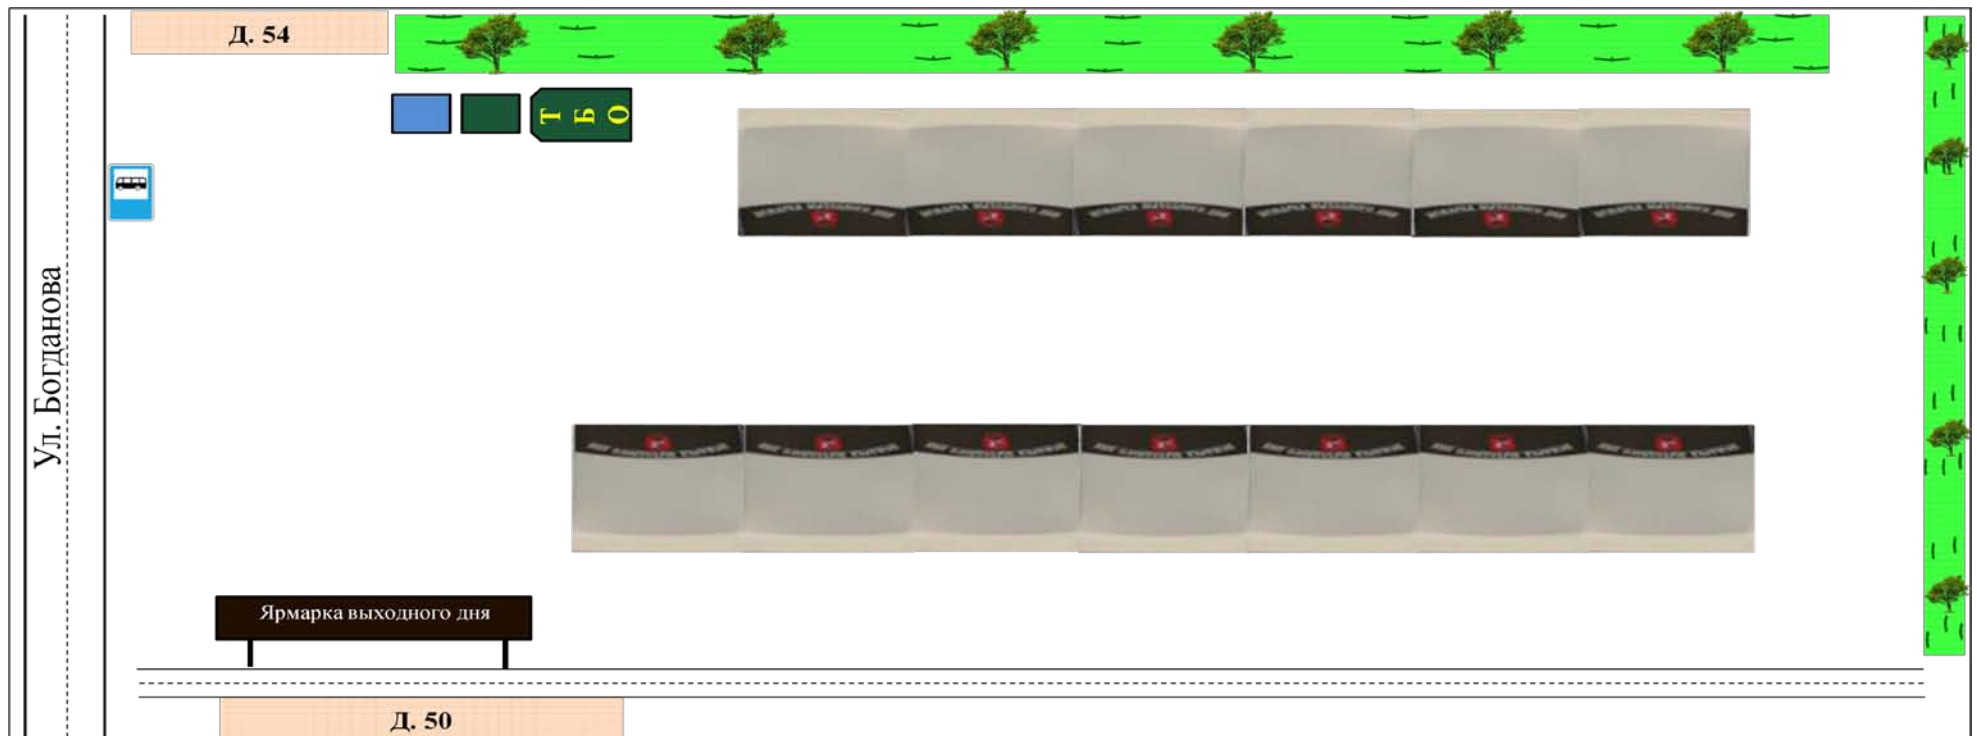 Д. 54
Т
Б
О
Ул. Богданова
Ярмарка выходного дня
Д. 50